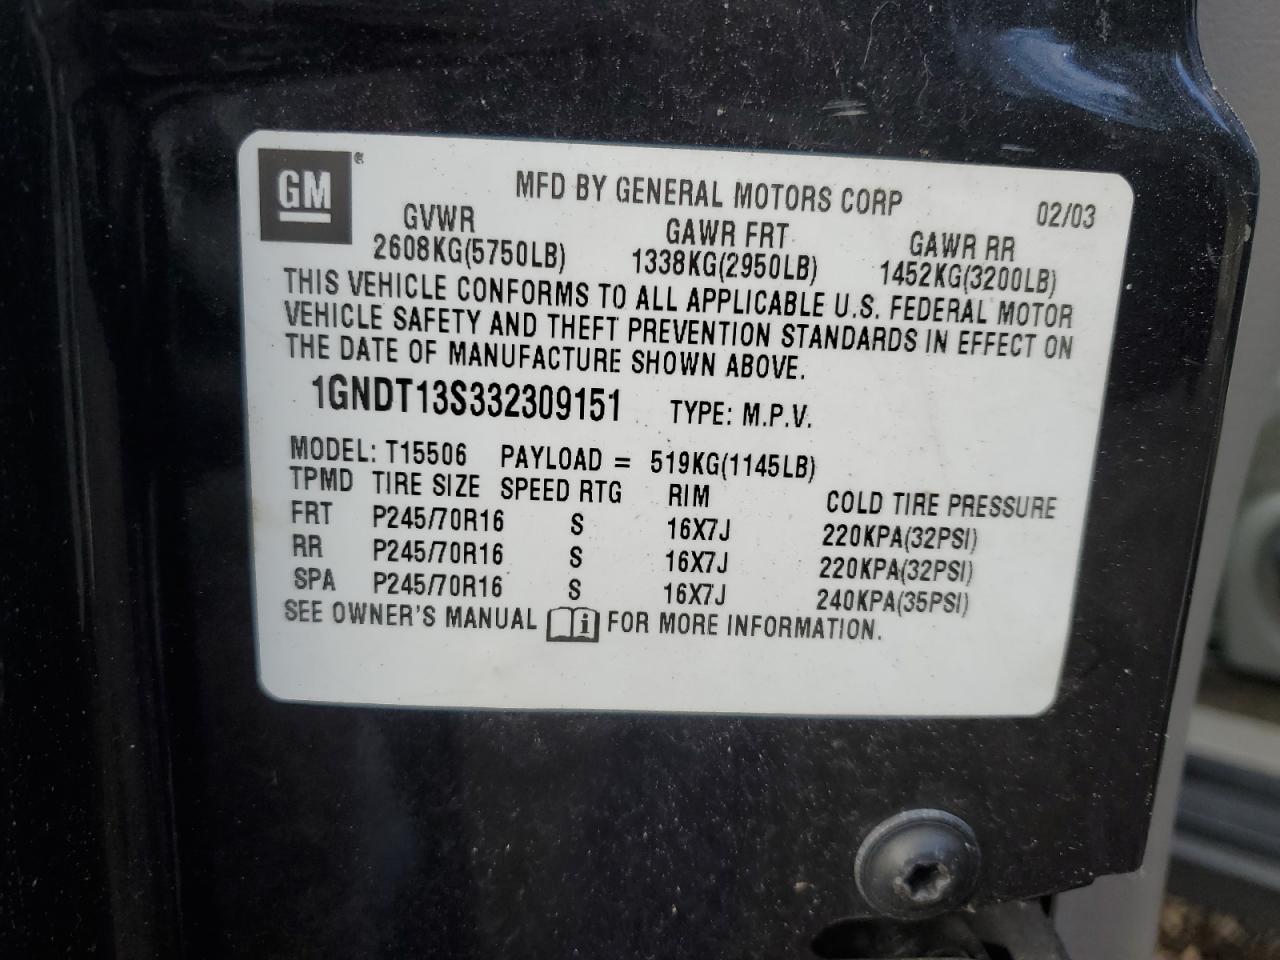 GM ®
MFD BY GENERAL MOTORS CORP 02/03
GVWR GAWR FRT GAWR RR
2608KG(5750LB) 1338KG(2950LB) 1452KG(3200LB)
THIS VEHICLE CONFORMS TO ALL APPLICABLE U.S. FEDERAL MOTOR
VEHICLE SAFETY AND THEFT PREVENTION STANDARDS IN EFFECT ON
THE DATE OF MANUFACTURE SHOWN ABOVE.
1GNDT13S332309151 TYPE: M.P.V.
MODEL: T15506 PAYLOAD = 519KG(1145LB)
TPMD TIRE SIZE SPEED RTG RIM COLD TIRE PRESSURE
FRT P245/70R16 S 16X7J 220KPA(32PSI)
RR P245/70R16 S 16X7J 220KPA(32PSI)
SPA P245/70R16 S 16X7J 240KPA(35PSI)
SEE OWNER'S MANUAL i FOR MORE INFORMATION.